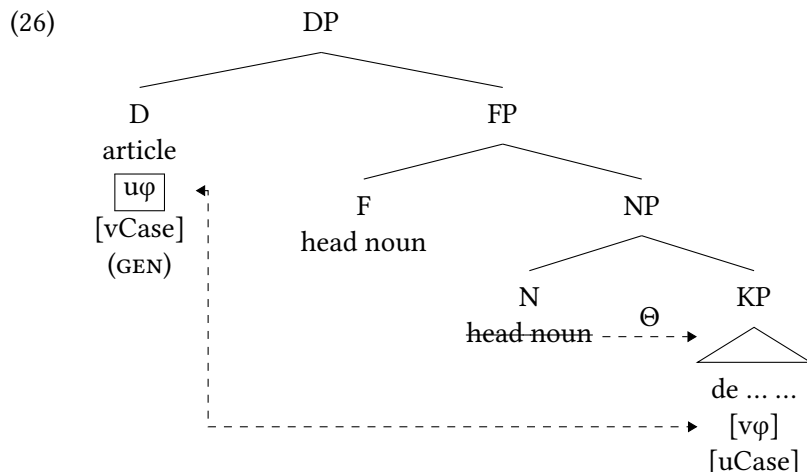 (26) DP
D FP
article
uφ F NP
[vCase] head noun
(GEN)
N KP
head noun Θ
de ... ...
[vφ]
[uCase]